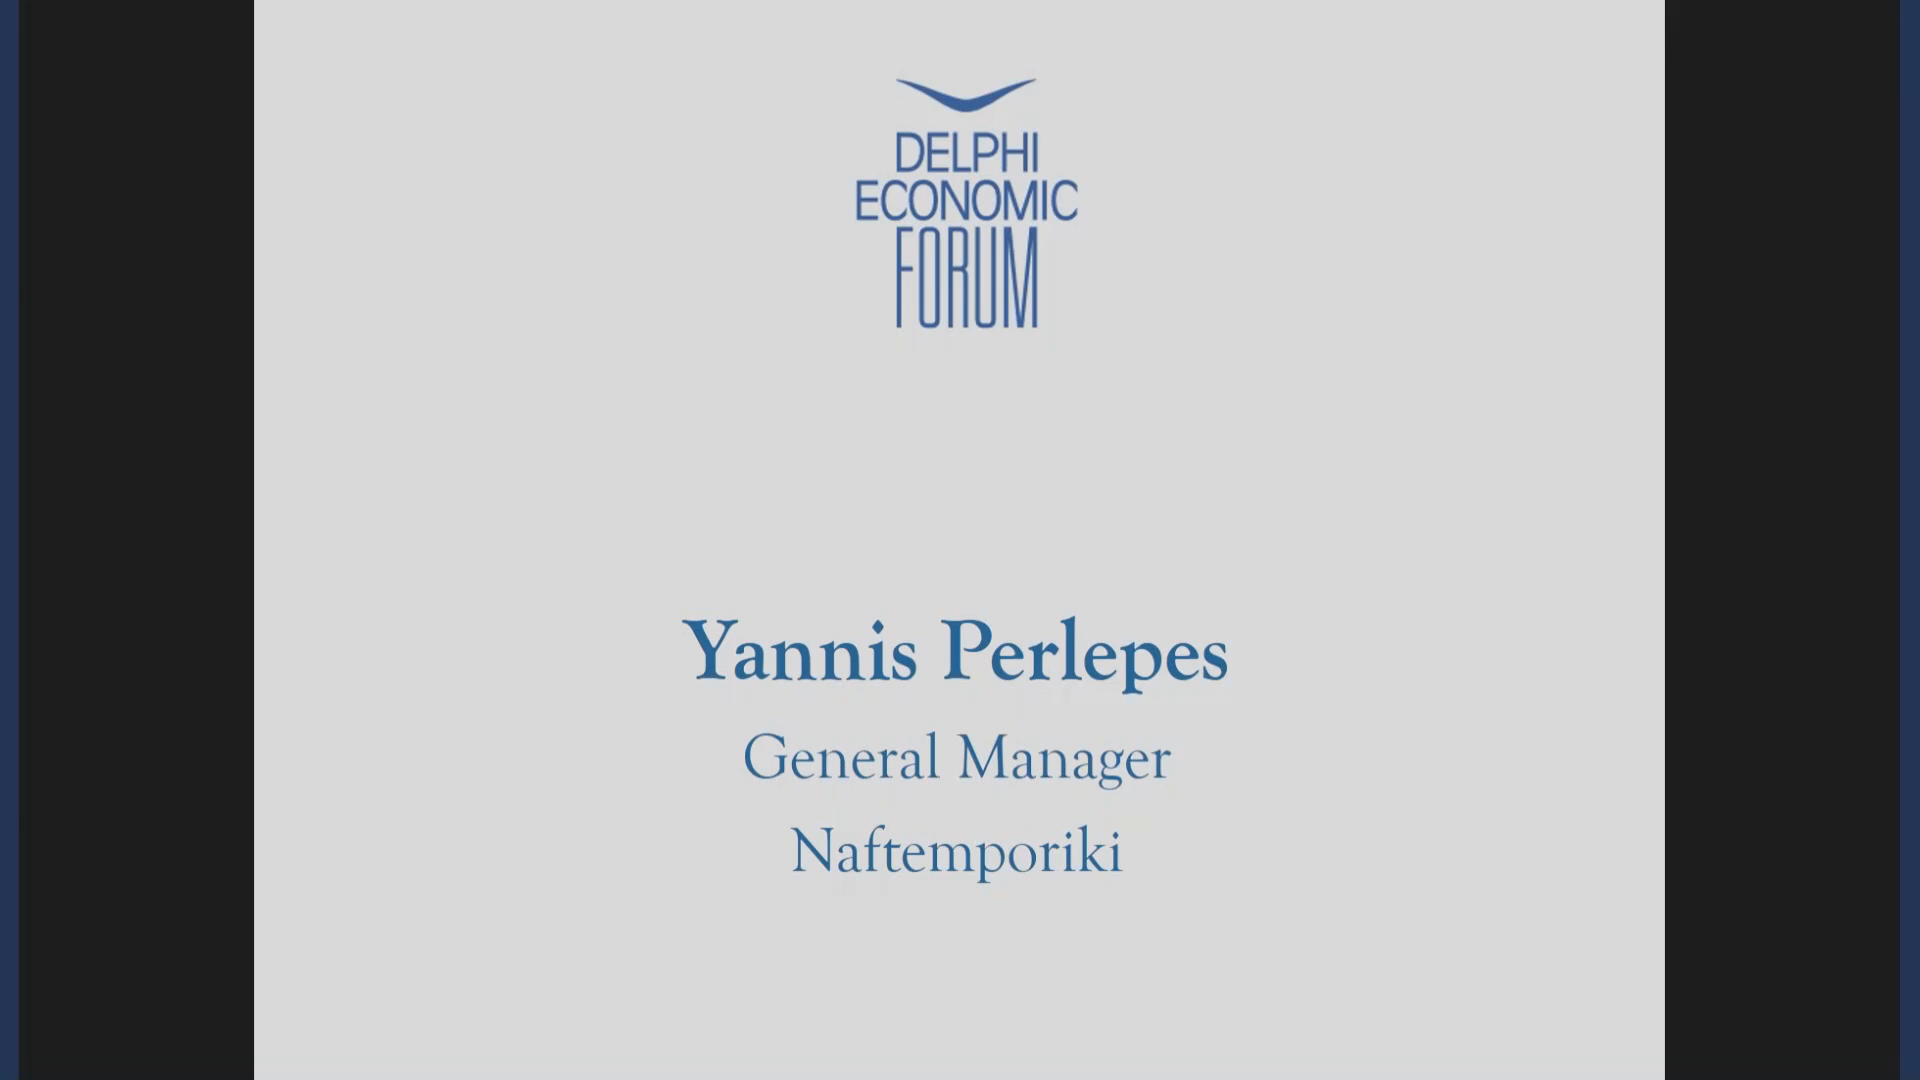 DELPHI
ECONOMIC
FORUM
Yannis Perlepes
General Manager
Naftemporiki